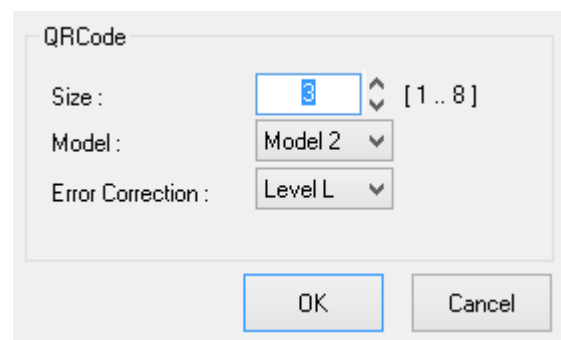 QRCode
Size : 3 [ 1 .. 8 ]
Model : Model 2
Error Correction : Level L
OK Cancel